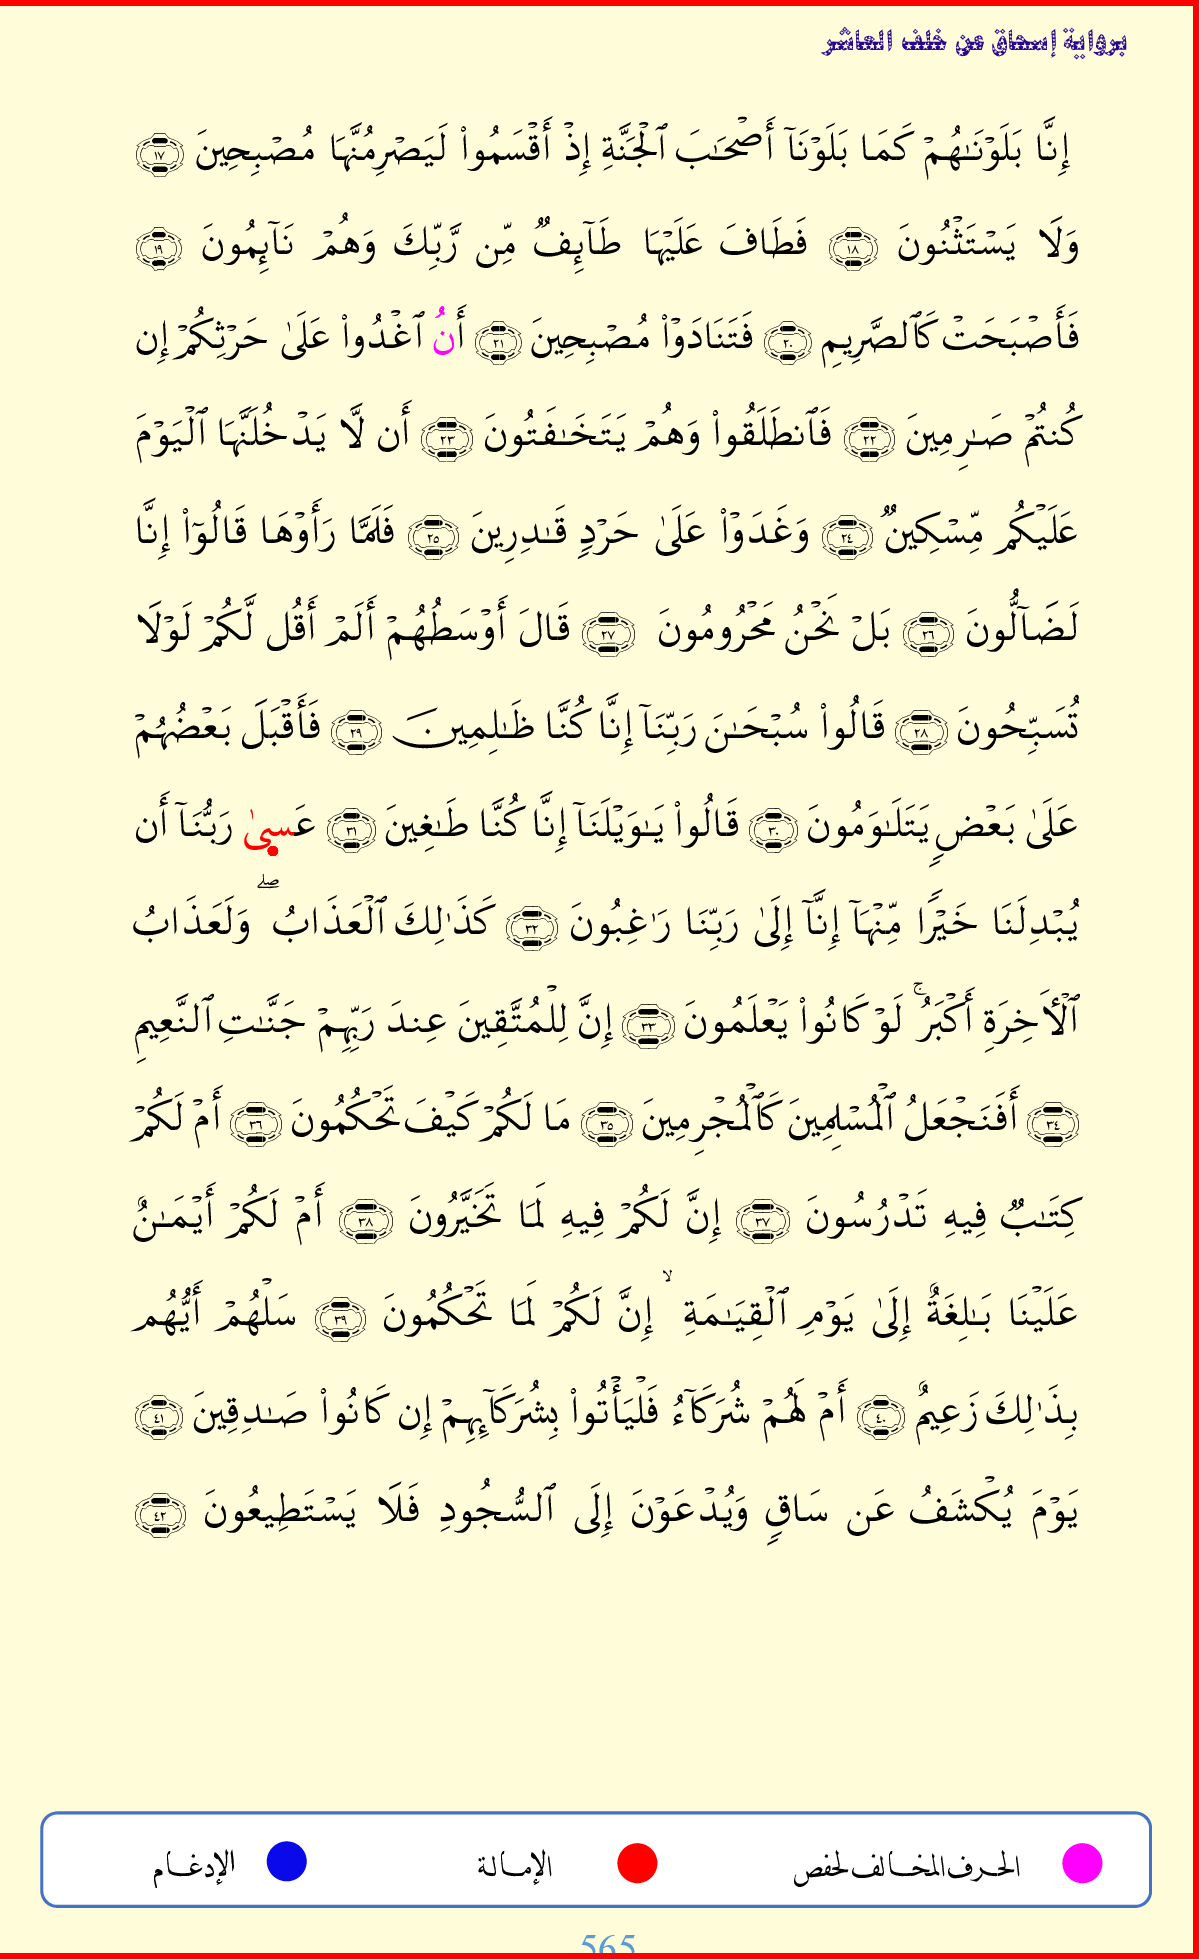 برواية إسحاق عن خلف العاشر
إِنَّا بَلَوْنَٰهُمْ كَمَا بَلَوْنَآ أَصْحَٰبَ ٱلْجَنَّةِ إِذْ أَقْسَمُوا۟ لَيَصْرِمُنَّهَا مُصْبِحِينَ ١٧
وَلَا يَسْتَثْنُونَ ١٨ فَطَافَ عَلَيْهَا طَآئِفٌ مِّن رَّبِّكَ وَهُمْ نَآئِمُونَ ١٩
فَأَصْبَحَتْ كَٱلصَّرِيمِ ٢٠ فَتَنَادَوْا۟ مُصْبِحِينَ ٢١ أَنُ ٱغْدُوا۟ عَلَىٰ حَرْثِكُمْ إِن
كُنتُمْ صَٰرِمِينَ ٢٢ فَٱنطَلَقُوا۟ وَهُمْ يَتَخَٰفَتُونَ ٢٣ أَن لَّا يَدْخُلَنَّهَا ٱلْيَوْمَ
عَلَيْكُم مِّسْكِينٌ ٢٤ وَغَدَوْا۟ عَلَىٰ حَرْدٍ قَٰدِرِينَ ٢٥ فَلَمَّا رَأَوْهَا قَالُوٓا۟ إِنَّا
لَضَآلُّونَ ٢٦ بَلْ نَحْنُ مَحْرُومُونَ ٢٧ قَالَ أَوْسَطُهُمْ أَلَمْ أَقُل لَّكُمْ لَوْلَا
تُسَبِّحُونَ ٢٨ قَالُوا۟ سُبْحَٰنَ رَبِّنَآ إِنَّا كُنَّا ظَٰلِمِينَ ٢٩ فَأَقْبَلَ بَعْضُهُمْ
عَلَىٰ بَعْضٍ يَتَلَٰوَمُونَ ٣٠ قَالُوا۟ يَٰوَيْلَنَآ إِنَّا كُنَّا طَٰغِينَ ٣١ عَسىٰ رَبُّنَآ أَن
يُبْدِلَنَا خَيْرًا مِّنْهَآ إِنَّآ إِلَىٰ رَبِّنَا رَٰغِبُونَ ٣٢ كَذَٰلِكَ ٱلْعَذَابُ ۖ وَلَعَذَابُ
ٱلْأَخِرَةِ أَكْبَرُ ۚ لَوْ كَانُوا۟ يَعْلَمُونَ ٣٣ إِنَّ لِلْمُتَّقِينَ عِندَ رَبِّهِمْ جَنَّٰتِ ٱلنَّعِيمِ
٣٤ أَفَنَجْعَلُ ٱلْمُسْلِمِينَ كَٱلْمُجْرِمِينَ ٣٥ مَا لَكُمْ كَيْفَ تَحْكُمُونَ ٣٦ أَمْ لَكُمْ
كِتَٰبٌ فِيهِ تَدْرُسُونَ ٣٧ إِنَّ لَكُمْ فِيهِ لَمَا تَخَيَّرُونَ ٣٨ أَمْ لَكُمْ أَيْمَٰنٌ
عَلَيْنَا بَٰلِغَةٌ إِلَىٰ يَوْمِ ٱلْقِيَٰمَةِ ۙ إِنَّ لَكُمْ لَمَا تَحْكُمُونَ ٣٩ سَلْهُمْ أَيُّهُم
بِذَٰلِكَ زَعِيمٌ ٤٠ أَمْ لَهُمْ شُرَكَآءُ فَلْيَأْتُوا۟ بِشُرَكَآئِهِمْ إِن كَانُوا۟ صَٰدِقِينَ ٤١
يَوْمَ يُكْشَفُ عَن سَاقٍ وَيُدْعَوْنَ إِلَى ٱلسُّجُودِ فَلَا يَسْتَطِيعُونَ ٤٢
الحرف المخالف لحفص الإمالة الإدغام
565